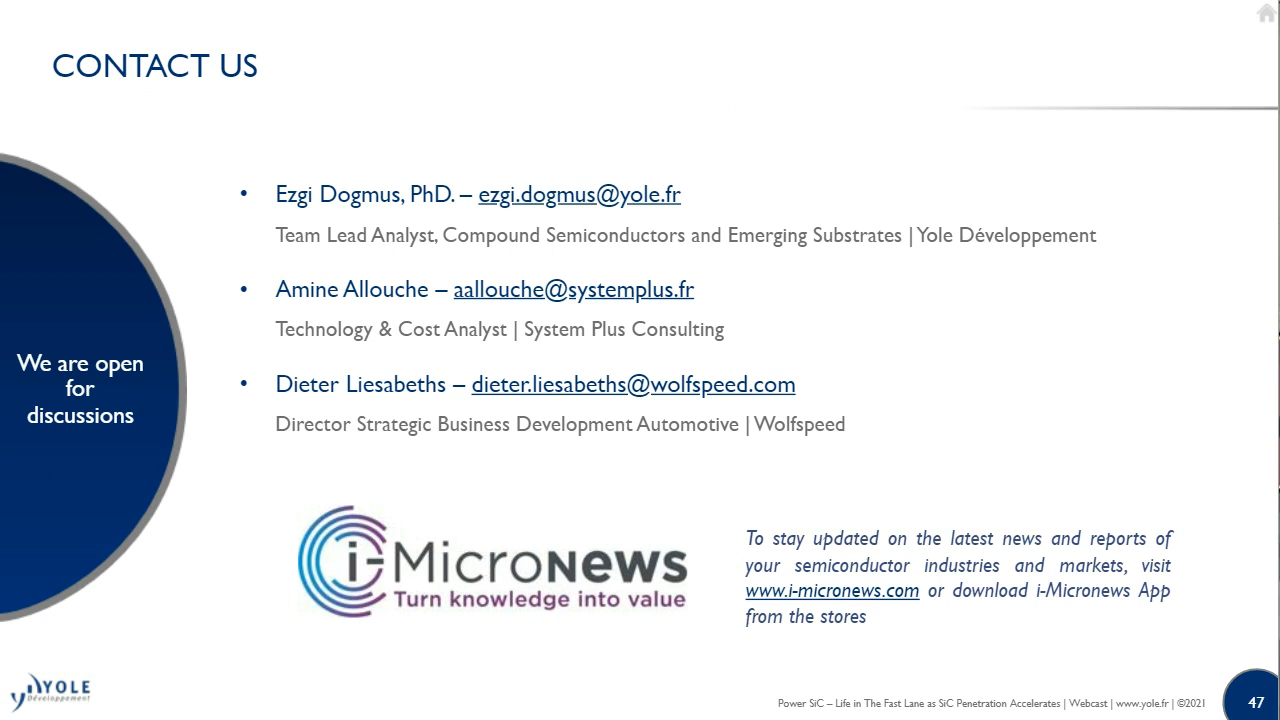 CONTACT US
• Ezgi Dogmus, PhD. – ezgi.dogmus@yole.fr
Team Lead Analyst, Compound Semiconductors and Emerging Substrates | Yole Développement
• Amine Allouche – aallouche@systemplus.fr
Technology & Cost Analyst | System Plus Consulting
• Dieter Liesabeths – dieter.liesabeths@wolfspeed.com
Director Strategic Business Development Automotive | Wolfspeed
We are open
for
discussions
i-Micronews
Turn knowledge into value
To stay updated on the latest news and reports of
your semiconductor industries and markets, visit
www.i-micronews.com or download i-Micronews App
from the stores
YOLE
Développement
Power SiC – Life in The Fast Lane as SiC Penetration Accelerates | Webcast | www.yole.fr | ©2021
47